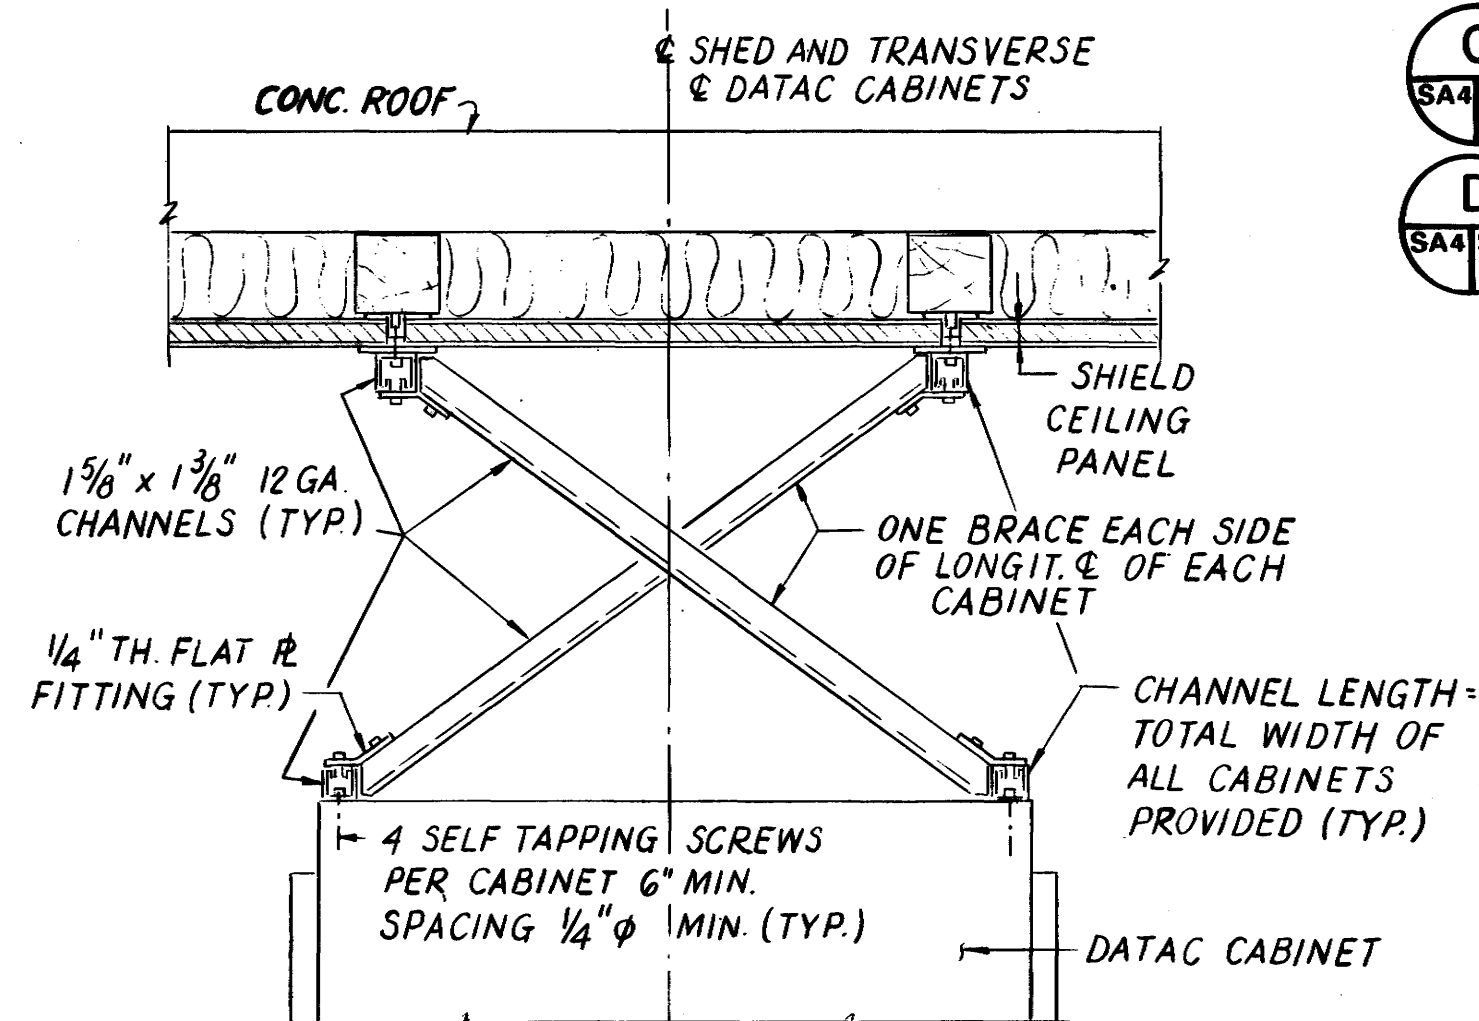 ℄ SHED AND TRANSVERSE
℄ DATAC CABINETS
CONC. ROOF
SA4
D
SA4
SHIELD
CEILING
PANEL
1 5/8" x 1 3/8" 12 GA.
CHANNELS (TYP.)
ONE BRACE EACH SIDE
OF LONGIT. ℄ OF EACH
CABINET
1/4" TH. FLAT ⅊
FITTING (TYP.)
CHANNEL LENGTH =
TOTAL WIDTH OF
ALL CABINETS
PROVIDED (TYP.)
4 SELF TAPPING SCREWS
PER CABINET 6" MIN.
SPACING 1/4" φ MIN. (TYP.)
DATAC CABINET